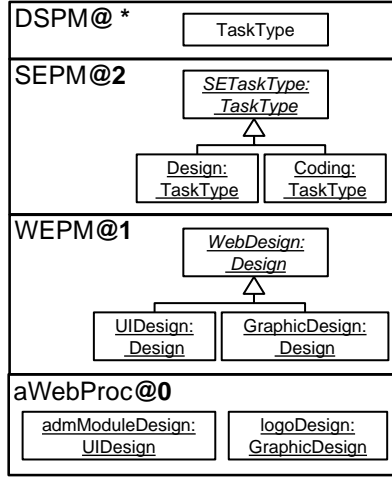 DSPM@ *
TaskType
SEPM@2
SETaskType:
TaskType
Design:
TaskType
Coding:
TaskType
WEPM@1
WebDesign:
Design
UIDesign:
Design
GraphicDesign:
Design
aWebProc@0
admModuleDesign:
UIDesign
logoDesign:
GraphicDesign